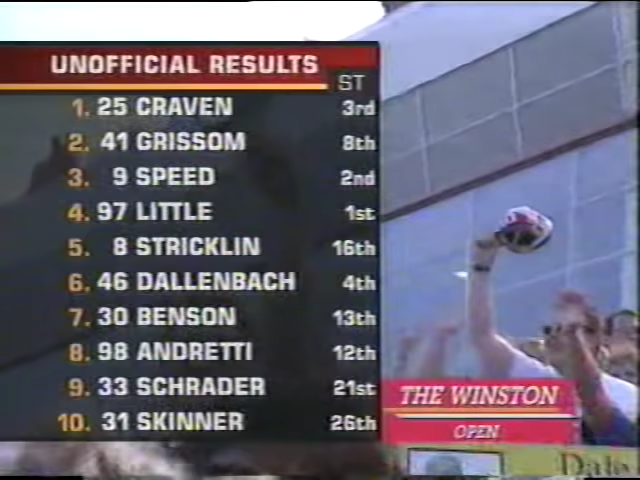 UNOFFICIAL RESULTS
ST
1. 25 CRAVEN 3rd
2. 41 GRISSOM 8th
3. 9 SPEED 2nd
4. 97 LITTLE 1st
5. 8 STRICKLIN 16th
6. 46 DALLENBACH 4th
7. 30 BENSON 13th
8. 98 ANDRETTI 12th
9. 33 SCHRADER 21st
10. 31 SKINNER 26th
THE WINSTON
OPEN
Dale